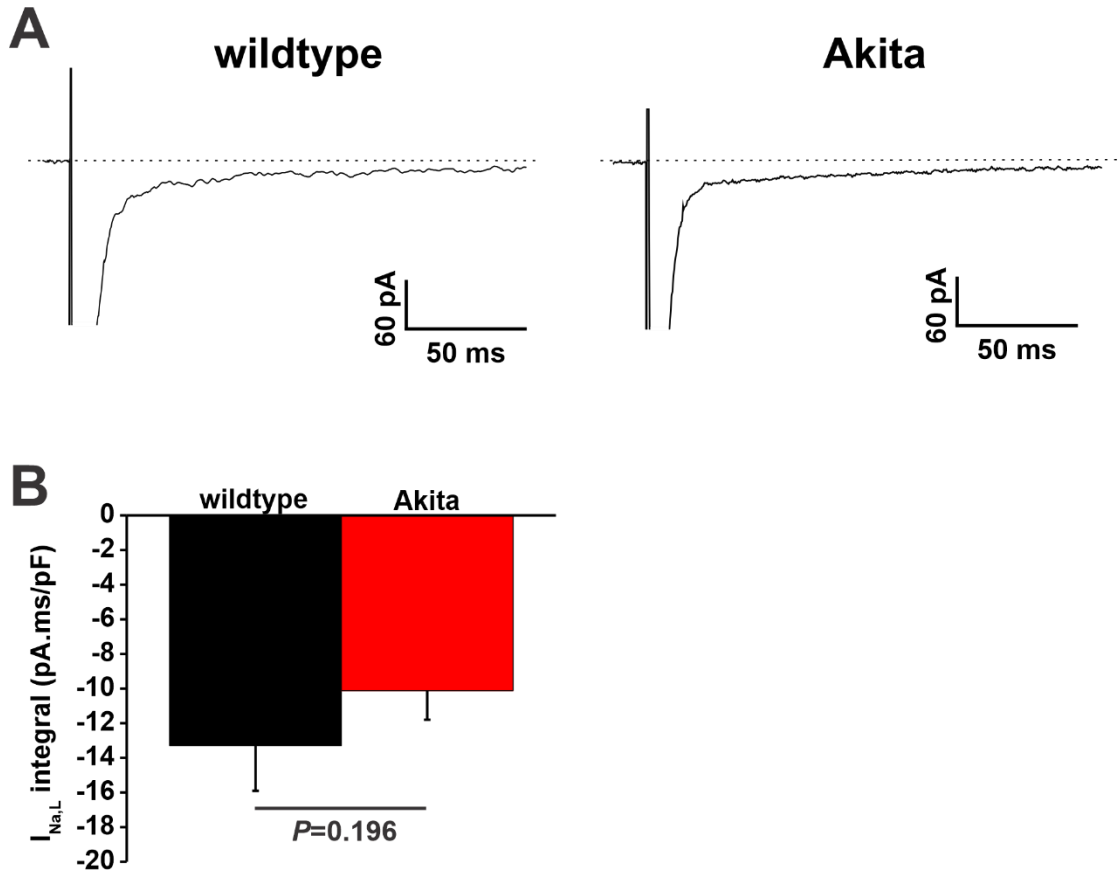 A
wildtype
Akita
60 pA
50 ms
60 pA
50 ms
B
wildtype
Akita
I Na,L integral (pA.ms/pF)
0
-2
-4
-6
-8
-10
-12
-14
-16
-18
-20
P=0.196